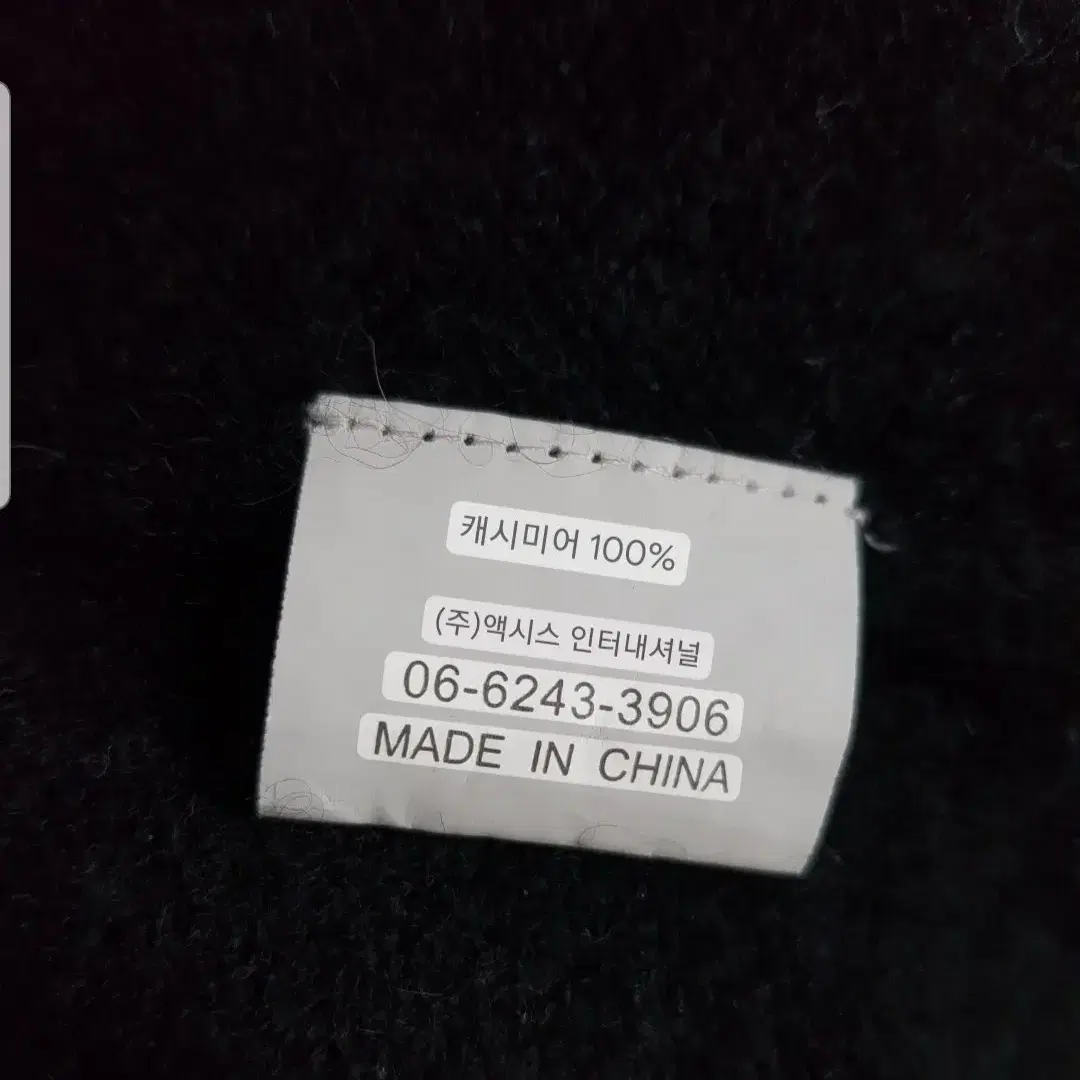 캐시미어 100%
(주)액시스 인터내셔널
06-6243-3906
MADE IN CHINA